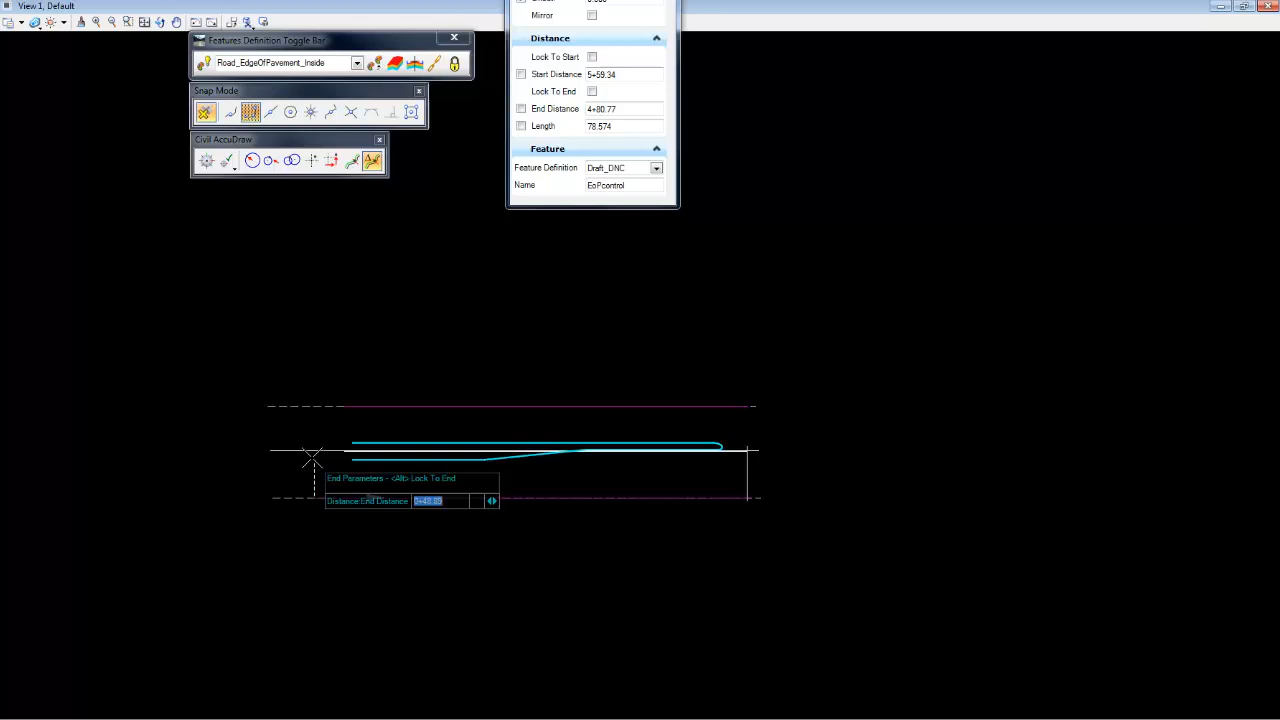 View 1, Default
Mirror
Features Definition Toggle Bar
Road_EdgeOfPavement_Inside
Snap Mode
Civil AccuDraw
Distance
Lock To Start
Start Distance 5+59.34
Lock To End
End Distance 4+80.77
Length 78.574
Feature
Feature Definition Draft_DNC
Name EoPcontrol
End Parameters - <Alt> Lock To End
Distance:End Distance